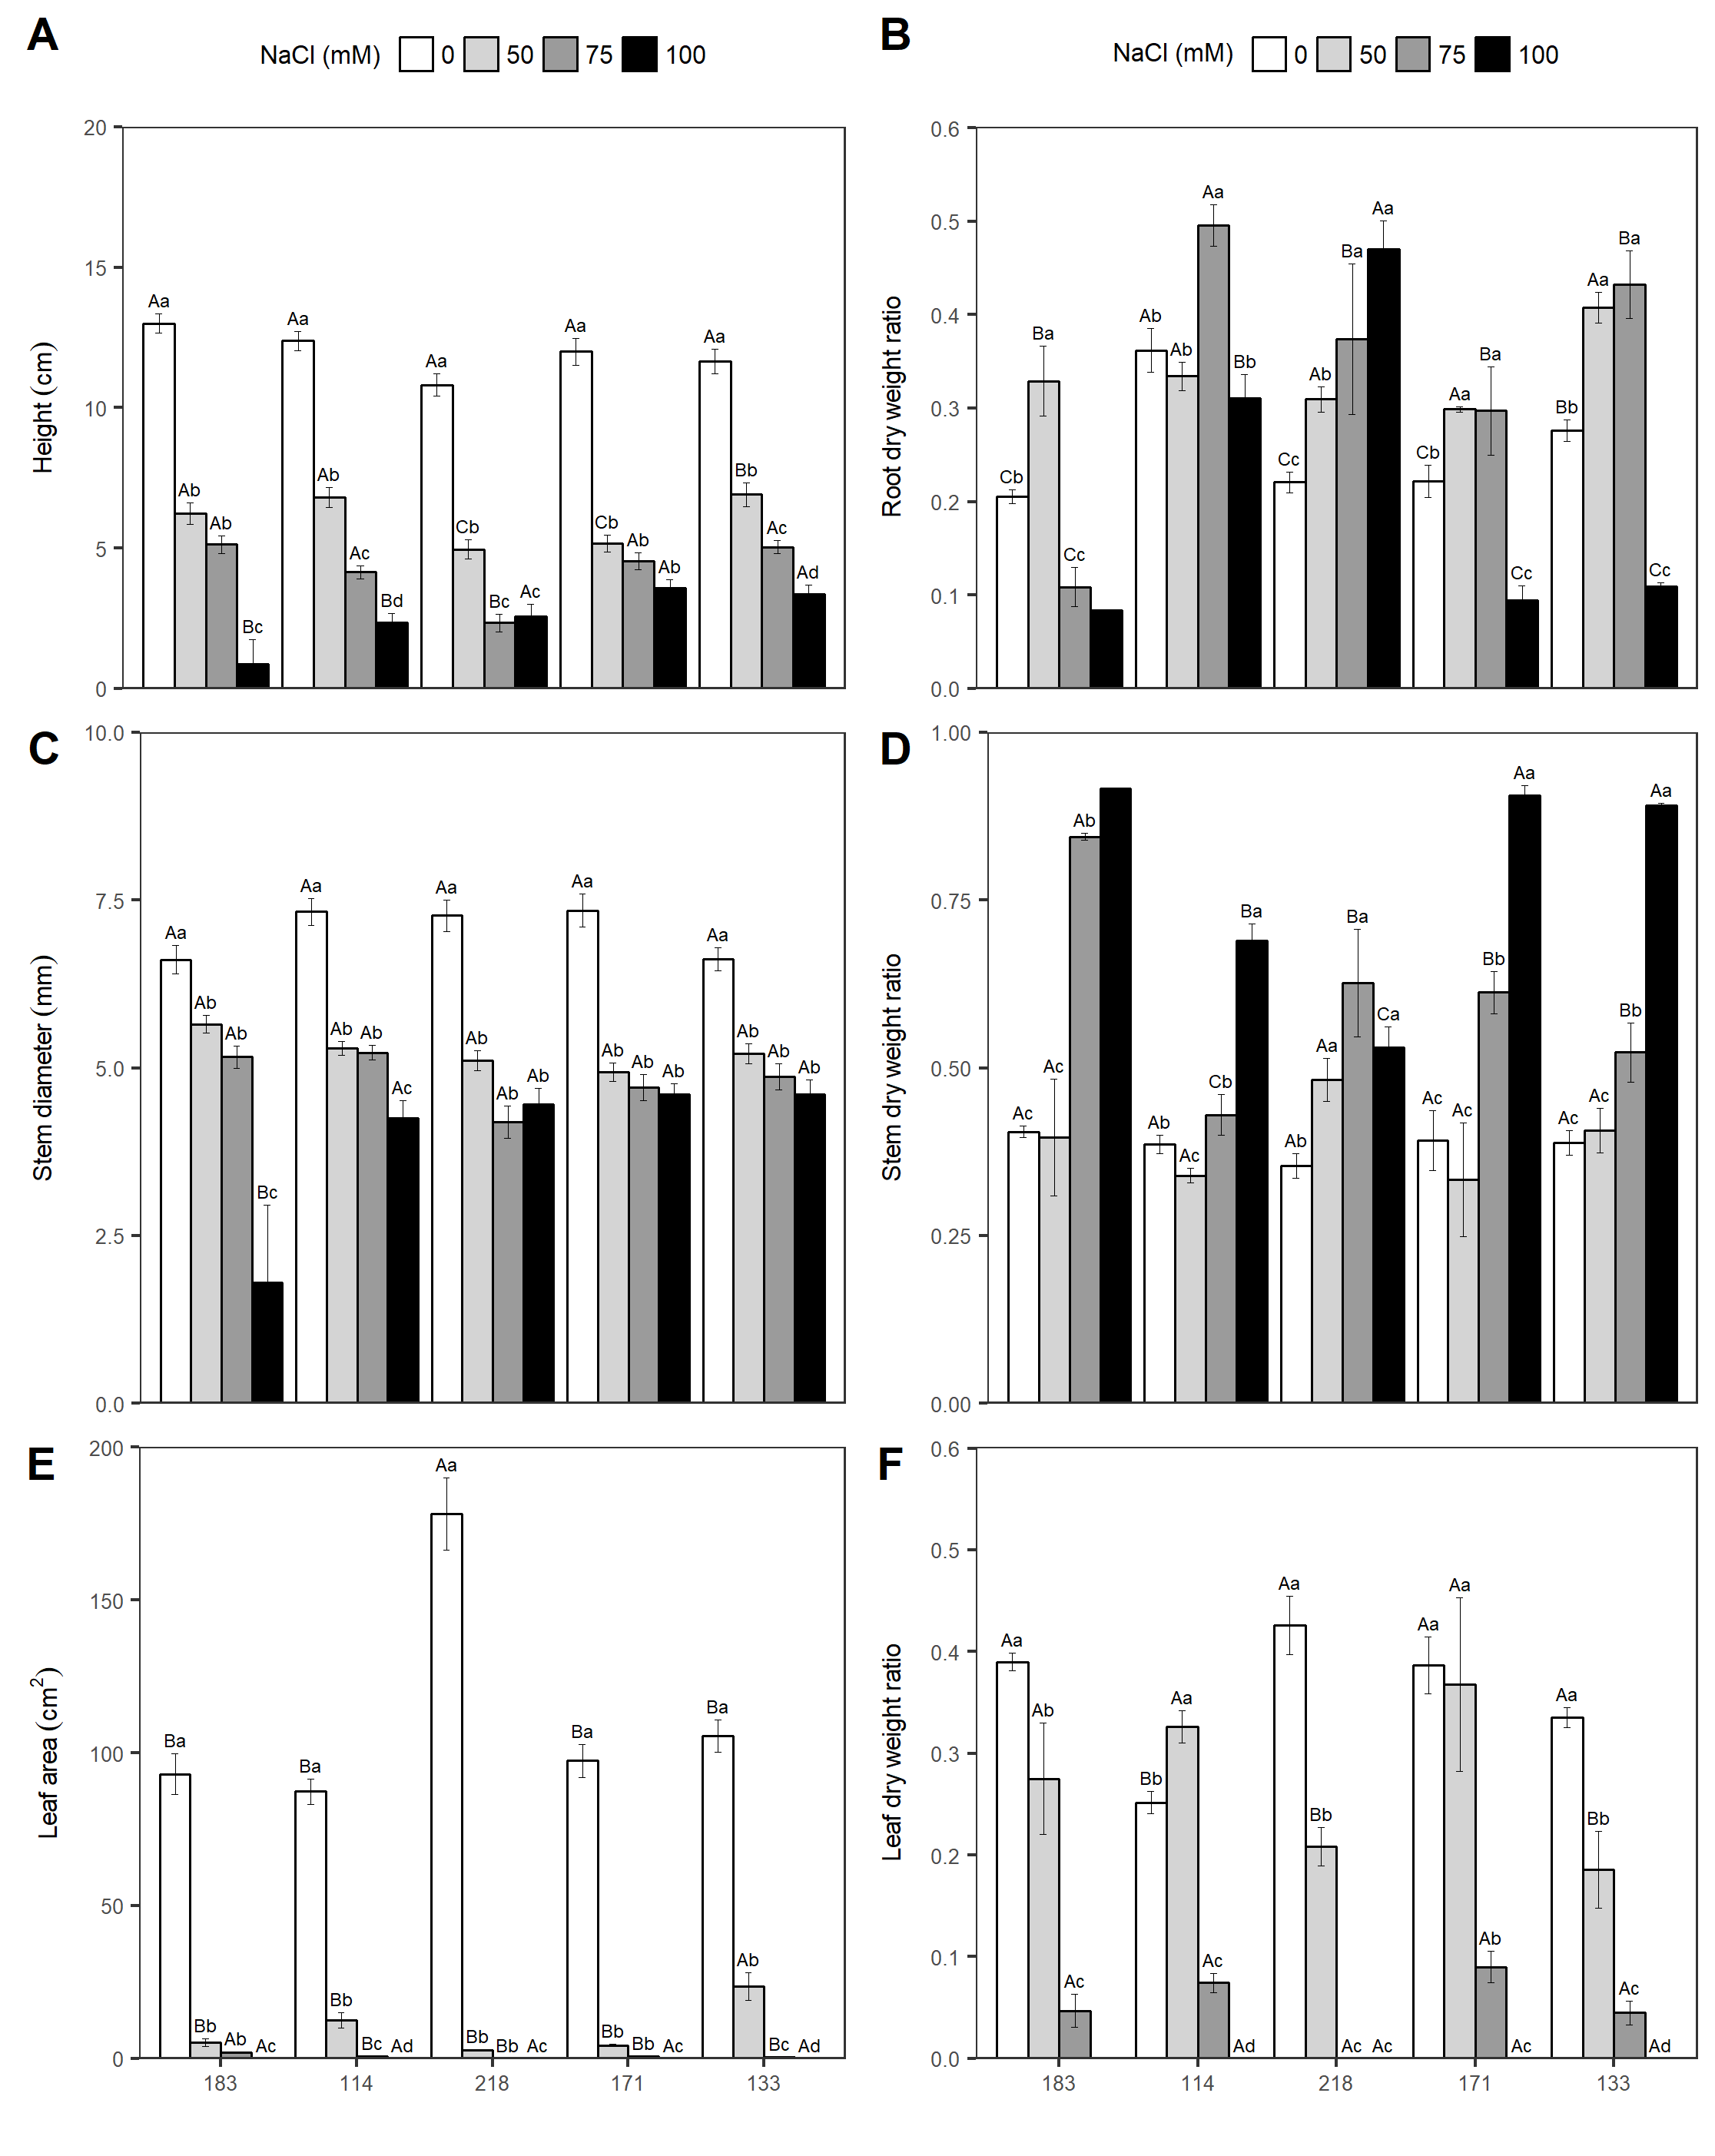 A
NaCl (mM) 0 50 75 100
B
NaCl (mM) 0 50 75 100
Height (cm)
20
15
10
5
0
Aa Ab Ab Bc
Aa Ab Ac Bd
Aa Cb Bc Ac
Aa Cb Ab Ab
Aa Bb Ac Ad
Root dry weight ratio
0.6
0.5
0.4
0.3
0.2
0.1
0.0
Cb Ba Cc
Ab Ab Aa Bb
Cc Ab Ba Aa
Cb Aa Ba Cc
Bb Aa Ba Cc
C
Stem diameter (mm)
10.0
7.5
5.0
2.5
0.0
Aa Ab Ab Bc
Aa Ab Ab Ac
Aa Ab Ab Ab
Aa Ab Ab Ab
Aa Ab Ab Ab
D
Stem dry weight ratio
1.00
0.75
0.50
0.25
0.00
Ac Ac Ab
Ab Ac Cb Ba
Ab Aa Ba Ca
Ac Ac Bb Aa
Ac Ac Bb Aa
E
Leaf area (cm²)
200
150
100
50
0
Ba Bb Ab Ac
Ba Bb Bc Ad
Aa Bb Bb Ac
Ba Bb Bb Ac
Ba Ab Bc Ad
183 114 218 171 133
F
Leaf dry weight ratio
0.6
0.5
0.4
0.3
0.2
0.1
0.0
Aa Ab Ac
Bb Aa Ac Ad
Aa Bb Ac Ac
Aa Aa Ab Ac
Aa Bb Ac Ad
183 114 218 171 133